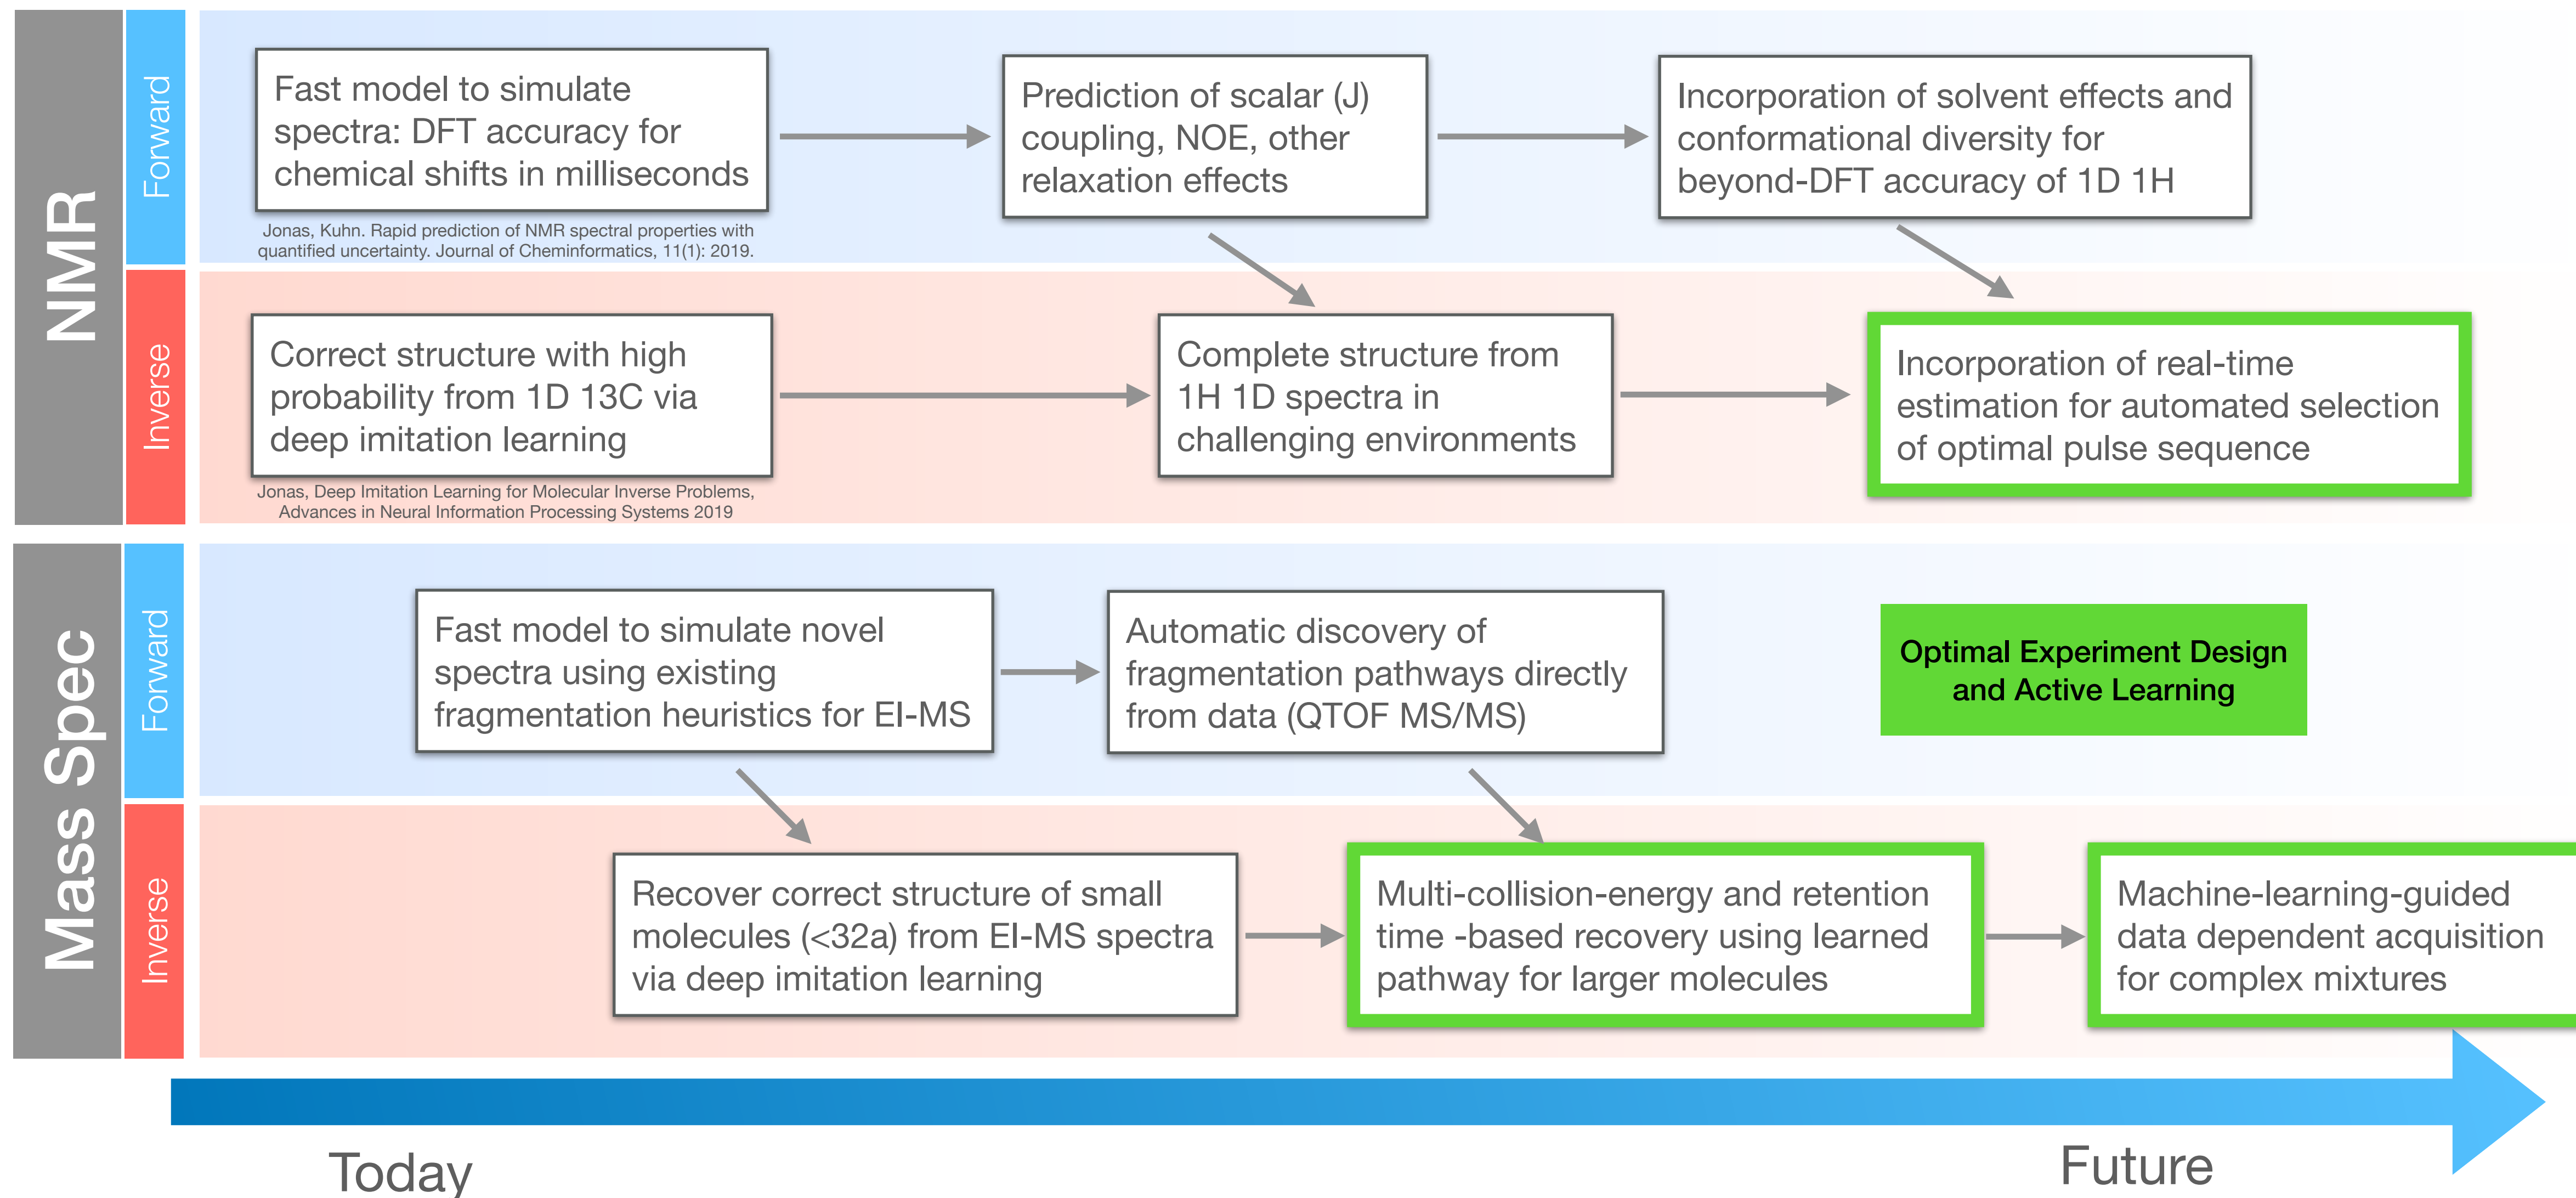 NMR
Forward
Fast model to simulate
spectra: DFT accuracy for
chemical shifts in milliseconds
Jonas, Kuhn. Rapid prediction of NMR spectral properties with
quantified uncertainty. Journal of Cheminformatics, 11(1): 2019.
Prediction of scalar (J)
coupling, NOE, other
relaxation effects
Incorporation of solvent effects and
conformational diversity for
beyond-DFT accuracy of 1D 1H
Inverse
Correct structure with high
probability from 1D 13C via
deep imitation learning
Jonas, Deep Imitation Learning for Molecular Inverse Problems,
Advances in Neural Information Processing Systems 2019
Complete structure from
1H 1D spectra in
challenging environments
Incorporation of real-time
estimation for automated selection
of optimal pulse sequence
Mass Spec
Forward
Fast model to simulate novel
spectra using existing
fragmentation heuristics for EI-MS
Automatic discovery of
fragmentation pathways directly
from data (QTOF MS/MS)
Optimal Experiment Design
and Active Learning
Inverse
Recover correct structure of small
molecules (<32a) from EI-MS spectra
via deep imitation learning
Multi-collision-energy and retention
time -based recovery using learned
pathway for larger molecules
Machine-learning-guided
data dependent acquisition
for complex mixtures
Today
Future